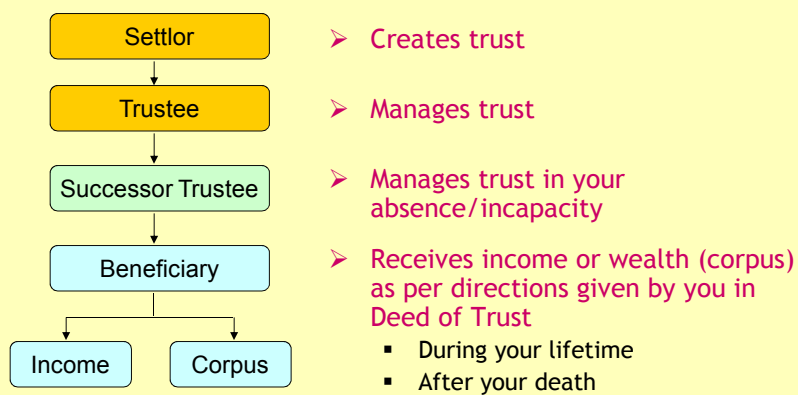 Settlor
➢ Creates trust
Trustee
➢ Manages trust
Successor Trustee
➢ Manages trust in your
absence/incapacity
Beneficiary
➢ Receives income or wealth (corpus)
as per directions given by you in
Deed of Trust
Income
Corpus
▪ During your lifetime
▪ After your death